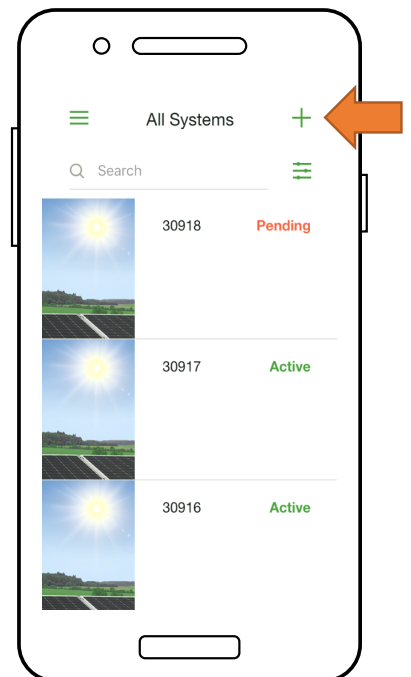 All Systems
Search
30918 Pending
30917 Active
30916 Active